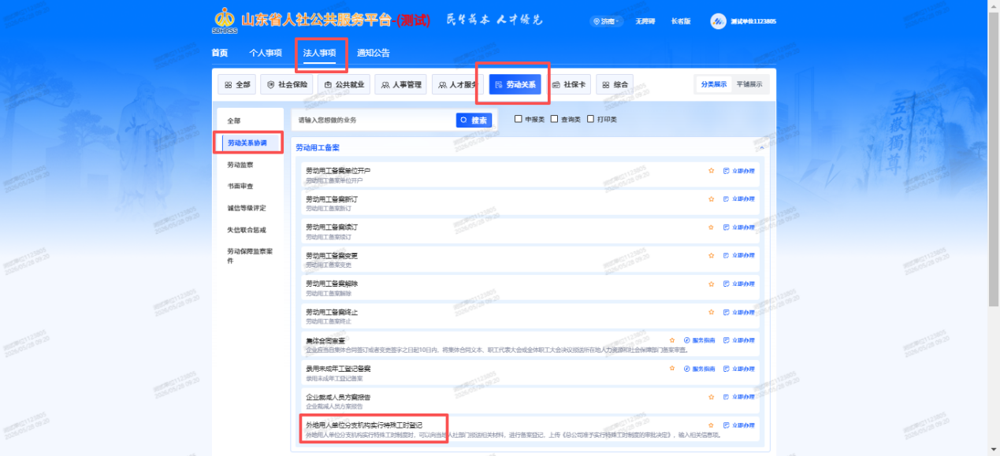 SDHRSS
山东省人社公共服务平台-(测试)
民生为本 人才优先
济南
无障碍
长者版
测试单位1123805
首页
个人事项
法人事项
通知公告
全部
社会保险
公共就业
人事管理
人才服务
劳动关系
社保卡
综合
分类展示
平铺展示
全部
劳动关系协调
劳动监察
书面审查
诚信等级评定
失信联合惩戒
劳动保障监察案
件
请输入您想做的业务
搜索
申报类
查询类
打印类
劳动用工备案
劳动用工备案单位开户
立即办理
劳动用工备案单位开户
劳动用工备案新订
立即办理
劳动用工备案新订
劳动用工备案续订
立即办理
劳动用工备案续订
劳动用工备案变更
立即办理
劳动用工备案变更
劳动用工备案解除
立即办理
劳动用工备案解除
劳动用工备案终止
立即办理
劳动用工备案终止
集体合同审查
服务指南
立即办理
企业应当自集体合同签订或者变更签字之日起10日内，将集体合同文本、职工代表大会或全体职工大会决议报送所在地人力资源和社会保障部门备案审查。
录用未成年工登记备案
服务指南
立即办理
录用未成年工登记备案
企业裁减人员方案报告
立即办理
企业裁减人员方案报告
外地用人单位分支机构实行特殊工时登记
立即办理
外地用人单位分支机构实行特殊工时制度时，可以向当地人社部门报送相关材料，进行备案登记。上传《总公司准予实行特殊工时制度的审批决定》，输入相关信息项。